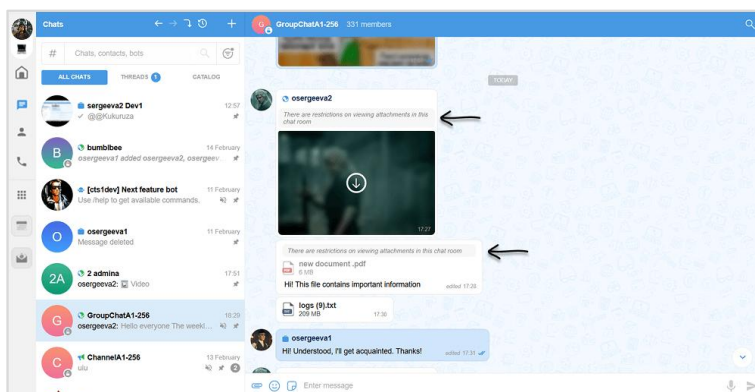 Chats
GroupChatA1-256 331 members
# Chats, contacts, bots
ALL CHATS THREADS 1 CATALOG
sergeeva2 Dev1 12:57
@@Kukuruza
B
bumblbee 14 February
osergeeva1 added osergeeva2, osergeev
[cts1dev] Next feature bot 11 February
Use /help to get available commands.
O
osergeeva1 11 February
Message deleted
2A
2 admina 17:51
osergeeva2: Video
G
GroupChatA1-256 18:29
osergeeva2: Hello everyone The weekl...
C
ChannelA1-256 13 February
ulu 2
G
TODAY
osergeeva2
There are restrictions on viewing attachments in this
chat room
17:27
There are restrictions on viewing attachments in this chat room
new document .pdf
6 MB
Hi! This file contains important information edited 17:29
logs (9).txt
209 MB 17:30
osergeeva1
Hi! Understood, I'll get acquainted. Thanks! edited 17:31
Enter message